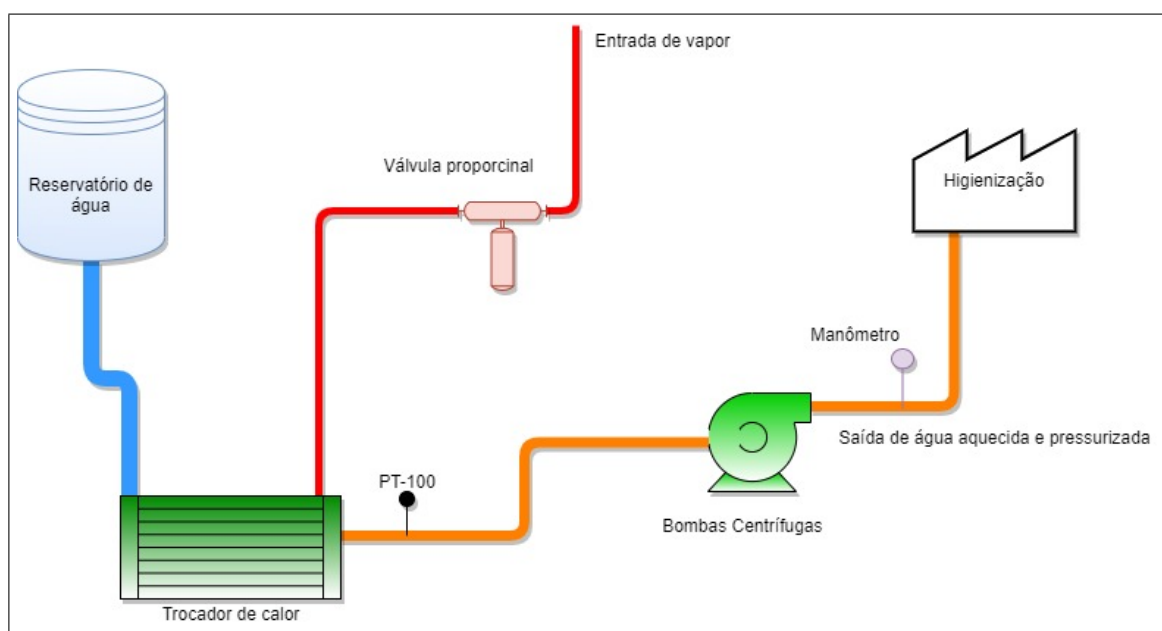 Entrada de vapor
Reservatório de
água
Válvula proporcinal
Higienização
Manômetro
Saída de água aquecida e pressurizada
PT-100
Bombas Centrífugas
Trocador de calor